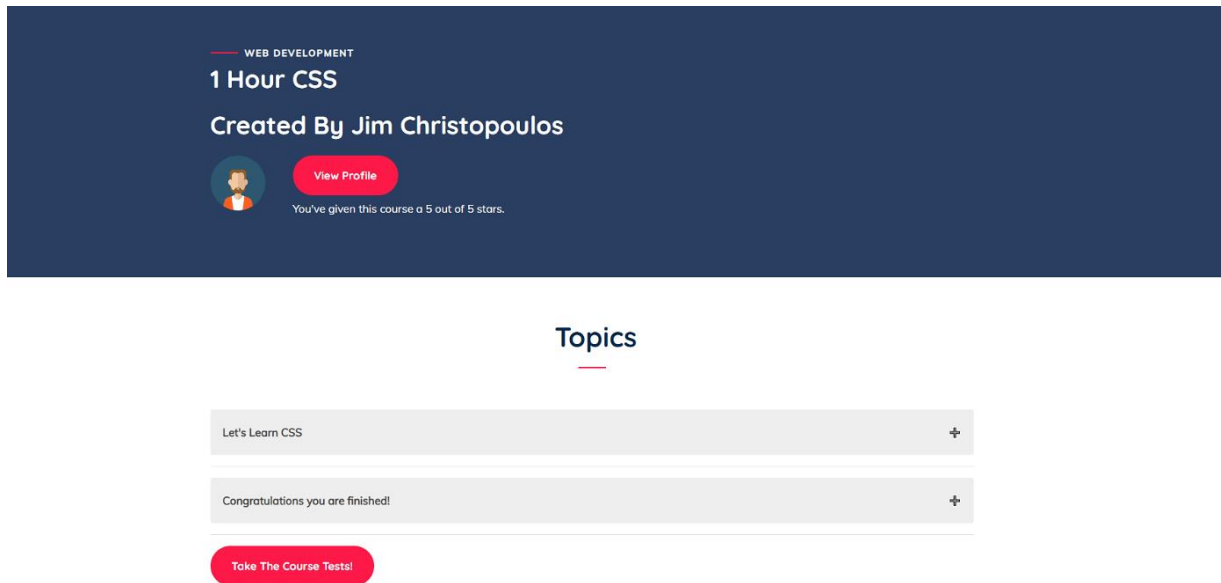 WEB DEVELOPMENT
1 Hour CSS
Created By Jim Christopoulos
View Profile
You've given this course a 5 out of 5 stars.
Topics
Let's Learn CSS
Congratulations you are finished!
Take The Course Tests!